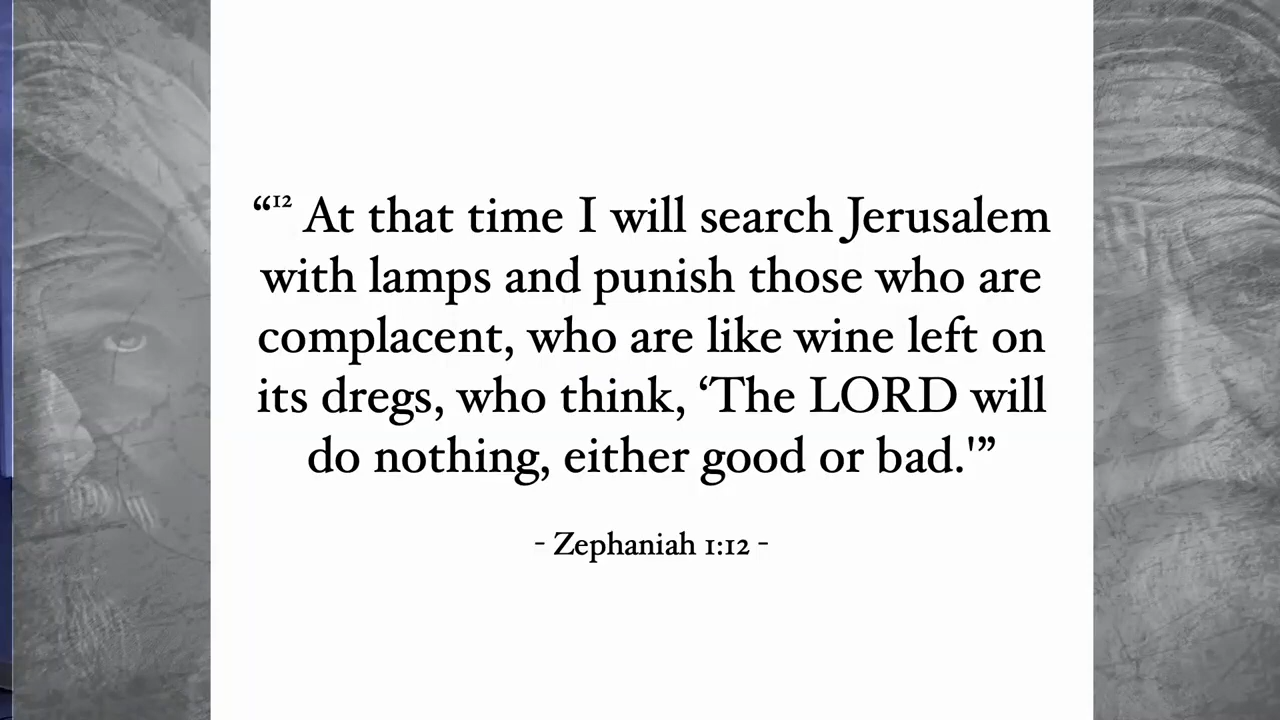 “¹² At that time I will search Jerusalem
with lamps and punish those who are
complacent, who are like wine left on
its dregs, who think, ‘The LORD will
do nothing, either good or bad.'”
- Zephaniah 1:12 -